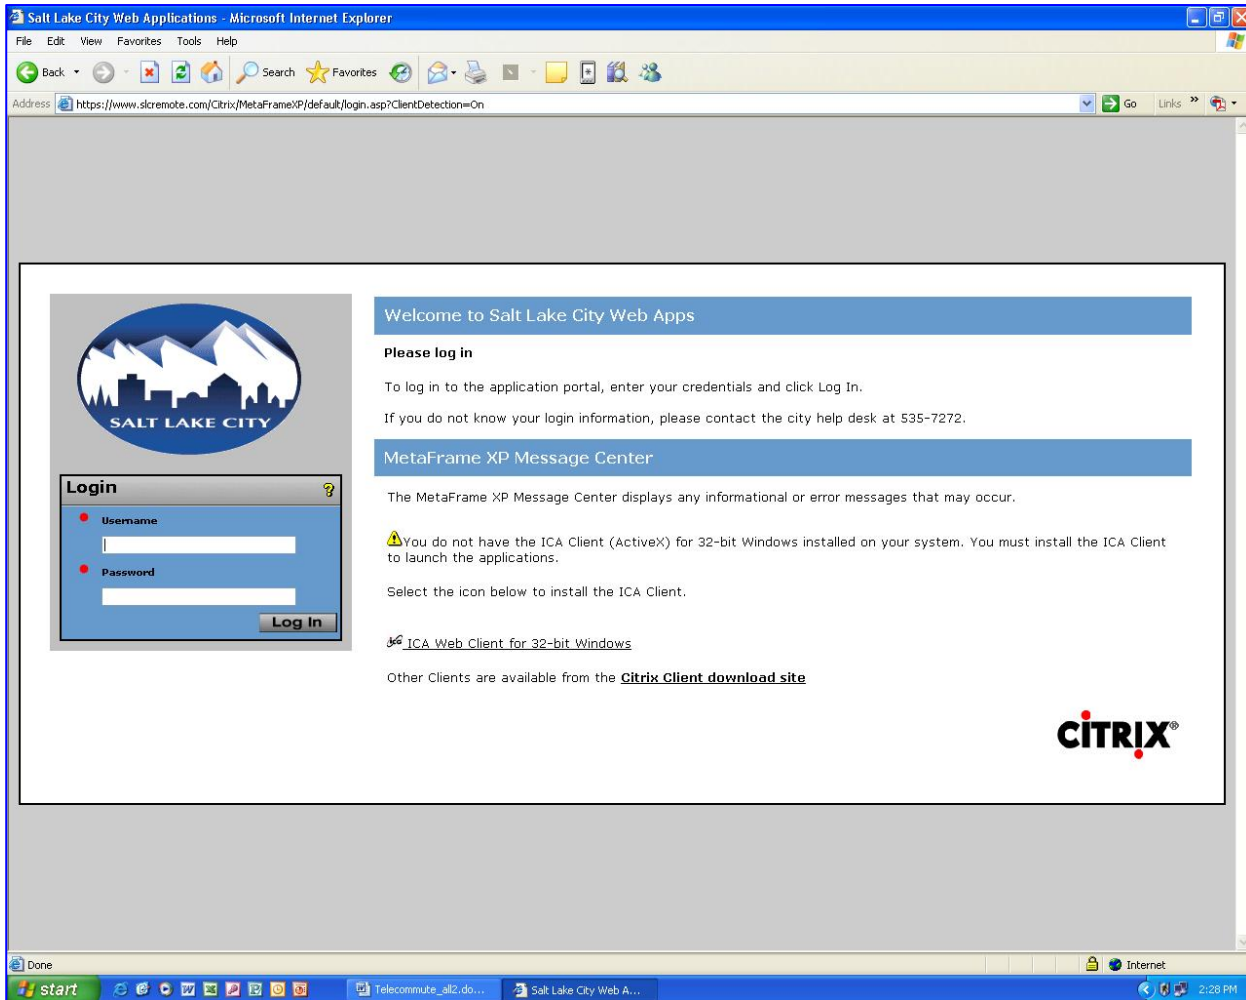 Salt Lake City Web Applications - Microsoft Internet Explorer
File Edit View Favorites Tools Help
Back Search Favorites
Address https://www.slcremote.com/Citrix/MetaFrameXP/default/login.asp?ClientDetection=On Go Links »
SALT LAKE CITY
Login ?
Username
Password
Log In
Welcome to Salt Lake City Web Apps
Please log in
To log in to the application portal, enter your credentials and click Log In.
If you do not know your login information, please contact the city help desk at 535-7272.
MetaFrame XP Message Center
The MetaFrame XP Message Center displays any informational or error messages that may occur.
You do not have the ICA Client (ActiveX) for 32-bit Windows installed on your system. You must install the ICA Client
to launch the applications.
Select the icon below to install the ICA Client.
ICA Web Client for 32-bit Windows
Other Clients are available from the Citrix Client download site
CITRIX®
Done Internet
start Telecommute_all2.do... Salt Lake City Web A... 2:28 PM